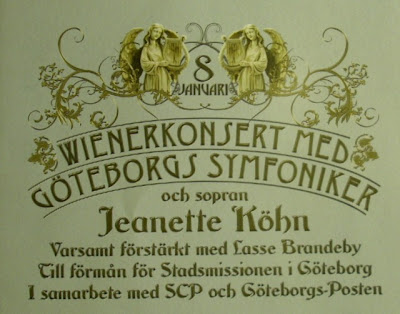 8
JANUARI
WIENERKONSERT MED
GÖTEBORGS SYMFONIKER
och sopran
Jeanette Köhn
Varsamt förstärkt med Lasse Brandeby
Till förmån för Stadsmissionen i Göteborg
I samarbete med SCP och Göteborgs-Posten